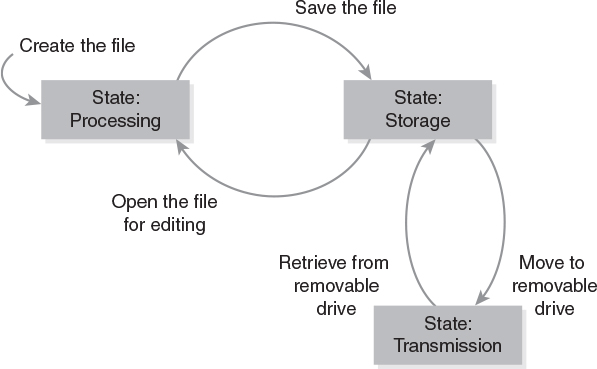 Save the file
Create the file
State:
Processing
State:
Storage
Open the file
for editing
Retrieve from
removable
drive
Move to
removable
drive
State:
Transmission